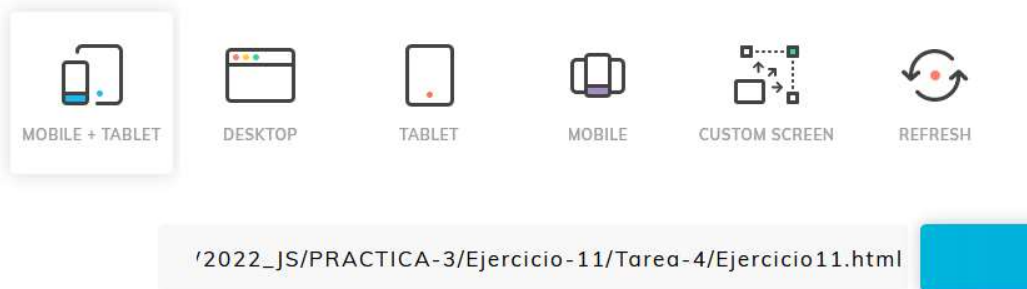 MOBILE + TABLET DESKTOP TABLET MOBILE CUSTOM SCREEN REFRESH
/2022_JS/PRACTICA-3/Ejercicio-11/Tarea-4/Ejercicio11.html